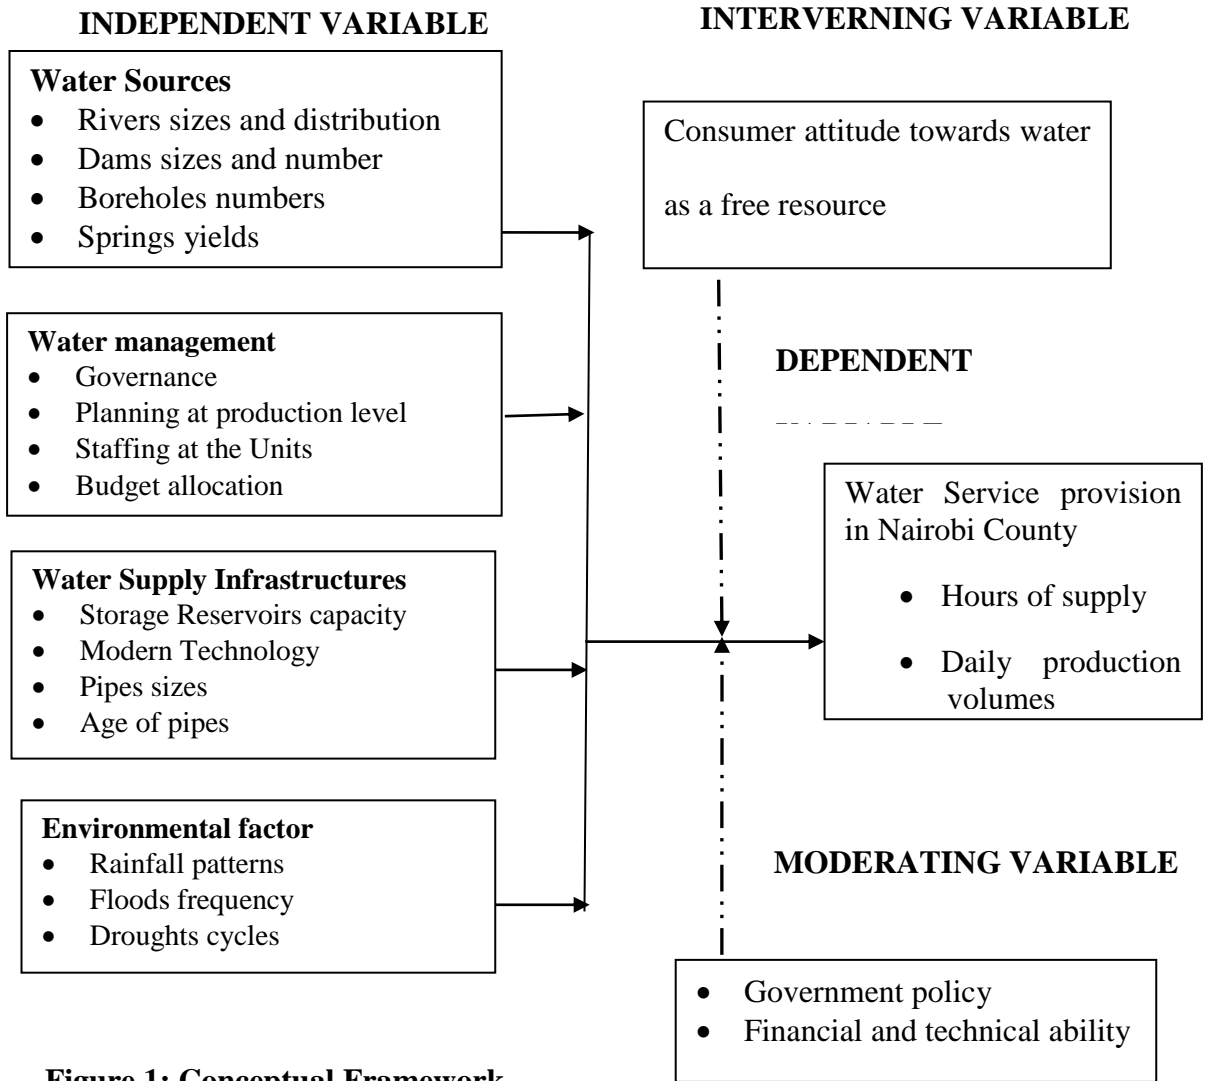 INDEPENDENT VARIABLE
INTERVERNING VARIABLE
Water Sources
• Rivers sizes and distribution
• Dams sizes and number
• Boreholes numbers
• Springs yields
Consumer attitude towards water
as a free resource
Water management
• Governance
• Planning at production level
• Staffing at the Units
• Budget allocation
DEPENDENT
Water Service provision
in Nairobi County
• Hours of supply
• Daily production
volumes
Water Supply Infrastructures
• Storage Reservoirs capacity
• Modern Technology
• Pipes sizes
• Age of pipes
Environmental factor
• Rainfall patterns
• Floods frequency
• Droughts cycles
MODERATING VARIABLE
• Government policy
• Financial and technical ability
Figure 1: Conceptual Framework